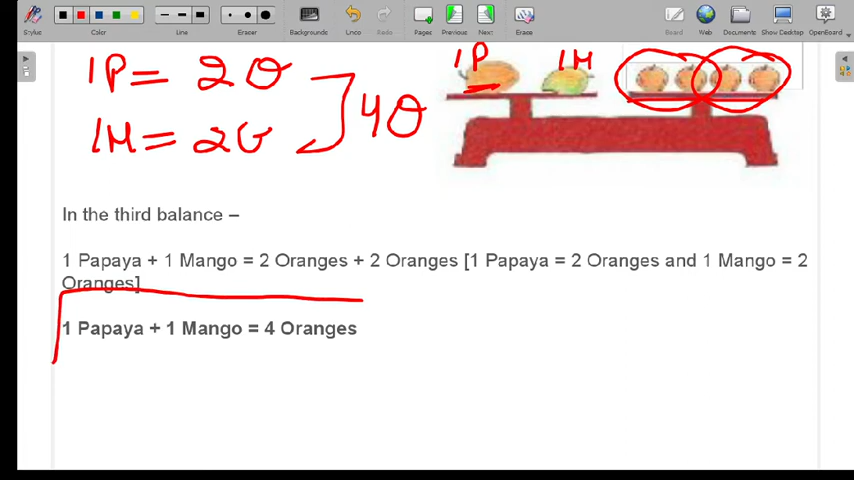 Stylus
Color
Line
Eraser
Backgrounds
Undo
Redo
Pages
Previous
Next
Erase
Board
Web
Documents
Show Desktop
OpenBoard
1P= 2O
1M= 2O
4O
1P
1M
In the third balance –
1 Papaya + 1 Mango = 2 Oranges + 2 Oranges [1 Papaya = 2 Oranges and 1 Mango = 2
Oranges]
1 Papaya + 1 Mango = 4 Oranges